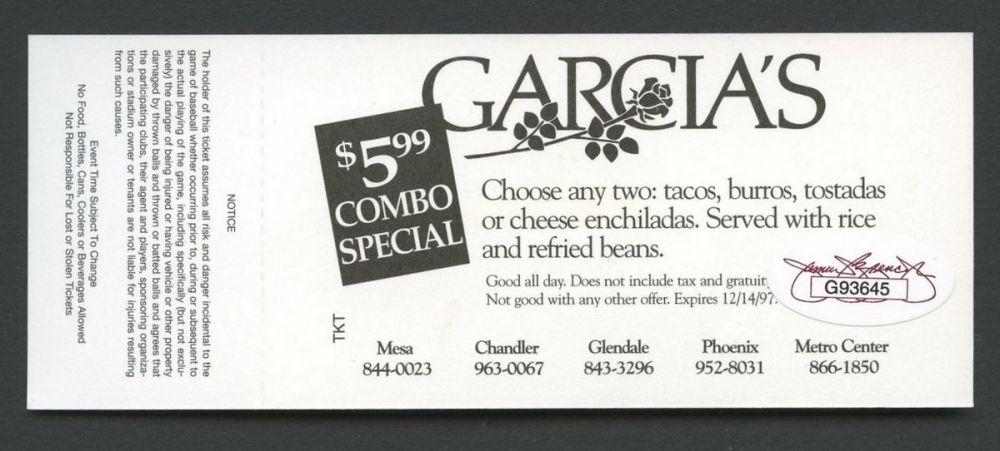 GARCIA'S
$5.99
COMBO
SPECIAL
Choose any two: tacos, burros, tostadas
or cheese enchiladas. Served with rice
and refried beans.
Good all day. Does not include tax and gratuit
Not good with any other offer. Expires 12/14/97.
G93645
TKT
Mesa
844-0023
Chandler
963-0067
Glendale
843-3296
Phoenix
952-8031
Metro Center
866-1850
NOTICE
The holder of this ticket assumes all risk and danger incidental to the
game of baseball whether occurring prior to, during or subsequent to
the actual playing of the game, including specifically (but not exclu-
sively) the danger of being injured or having vehicle or other property
damaged by thrown balls and thrown or batted balls and agrees that
the participating clubs, their agent and players, sponsoring organiza-
tions or stadium owner or tenants are not liable for injuries resulting
from such causes.
Event Time Subject To Change
No Food, Bottles, Cans, Coolers or Beverages Allowed
Not Responsible For Lost or Stolen Tickets